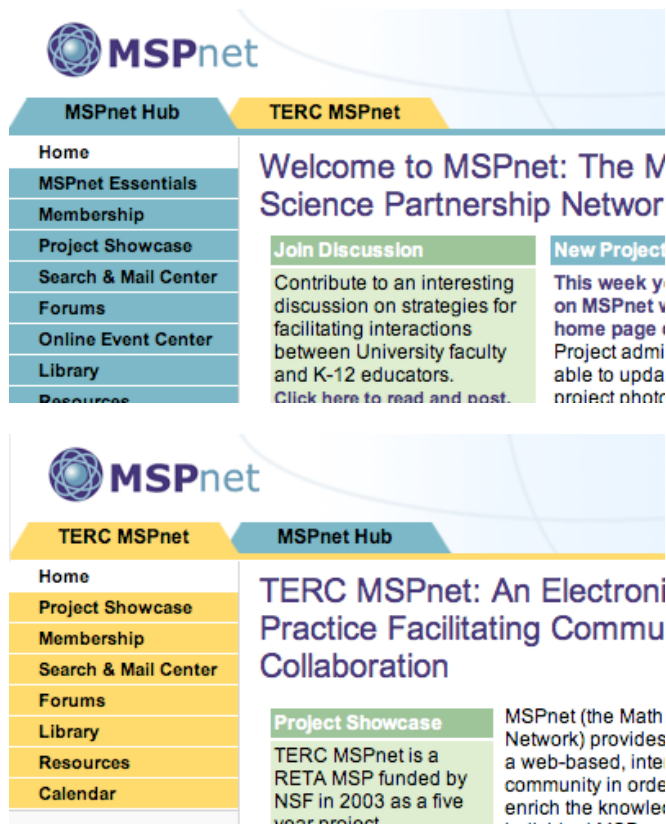 MSPnet
MSPnet Hub
TERC MSPnet
Home
MSPnet Essentials
Membership
Project Showcase
Search & Mail Center
Forums
Online Event Center
Library
Resources
Welcome to MSPnet: The M
Science Partnership Networ
Join Discussion
Contribute to an interesting
discussion on strategies for
facilitating interactions
between University faculty
and K-12 educators.
Click here to read and post.
New Project
This week y
on MSPnet
home page
Project admi
able to upda
project photo
MSPnet
TERC MSPnet
MSPnet Hub
Home
Project Showcase
Membership
Search & Mail Center
Forums
Library
Resources
Calendar
TERC MSPnet: An Electroni
Practice Facilitating Commu
Collaboration
Project Showcase
TERC MSPnet is a
RETA MSP funded by
NSF in 2003 as a five
year project
MSPnet (the Math
Network) provides
a web-based, inter
community in orde
enrich the knowled